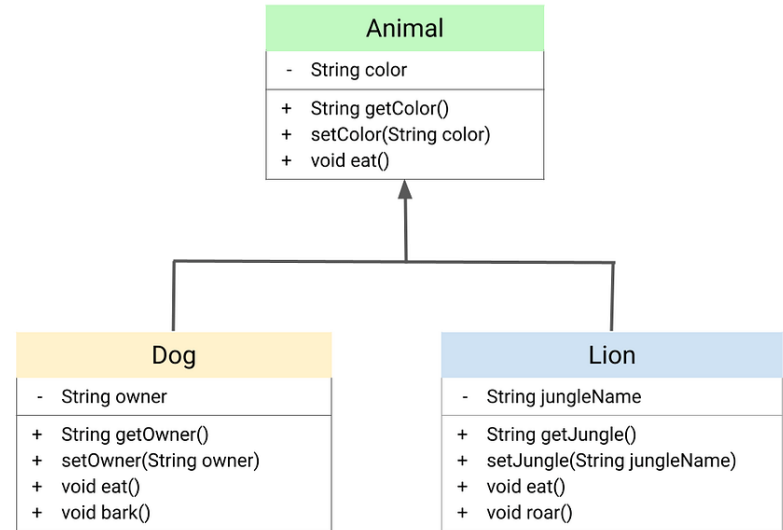 Animal
- String color
+ String getColor()
+ setColor(String color)
+ void eat()
Dog
- String owner
+ String getOwner()
+ setOwner(String owner)
+ void eat()
+ void bark()
Lion
- String jungleName
+ String getJungle()
+ setJungle(String jungleName)
+ void eat()
+ void roar()